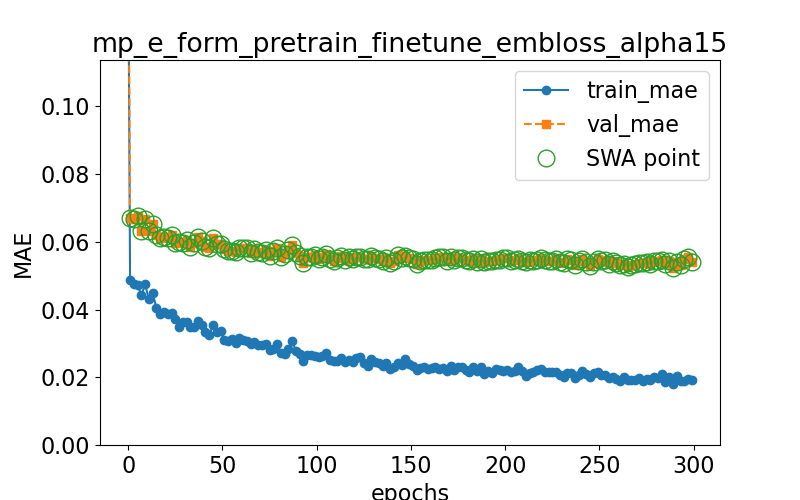 mp_e_form_pretrain_finetune_embloss_alpha15
train_mae
val_mae
SWA point
MAE
0.10
0.08
0.06
0.04
0.02
0.00
0 50 100 150 200 250 300
epochs